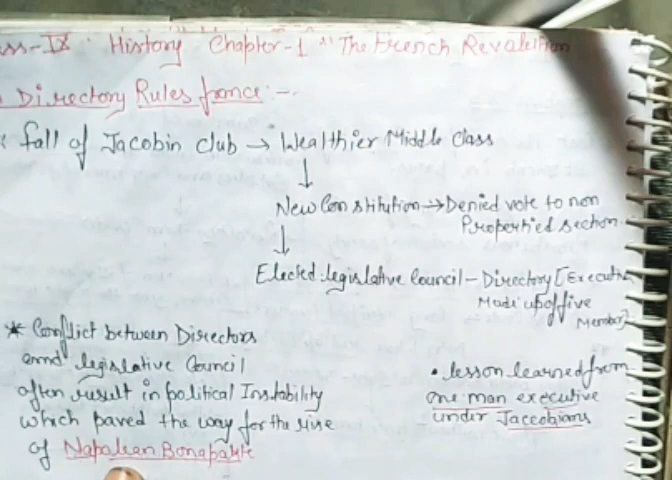 ss-IX History Chapter-1 "The French Revolution
Directory Rules france:-
fall of Jacobin club → Wealthier Middle Class
New Constitution → Denied vote to non
Propertied section
Elected legislative Council - Directory [Executive
Made up of five
Member]
* Conflict between Directors
and legislative Council
often result in political Instability
which paved the way for the rise
of Napolean Bonaparte
• lesson learned from
one man executive
under Jaccobians